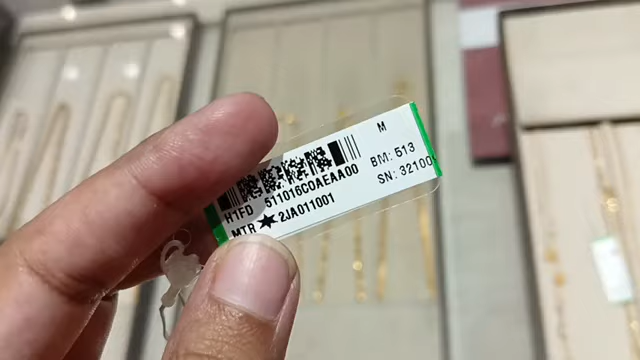 M
BM: 513
SN: 32100
H1FD 511016C0AEAA00
MTR ★ 2JA011001